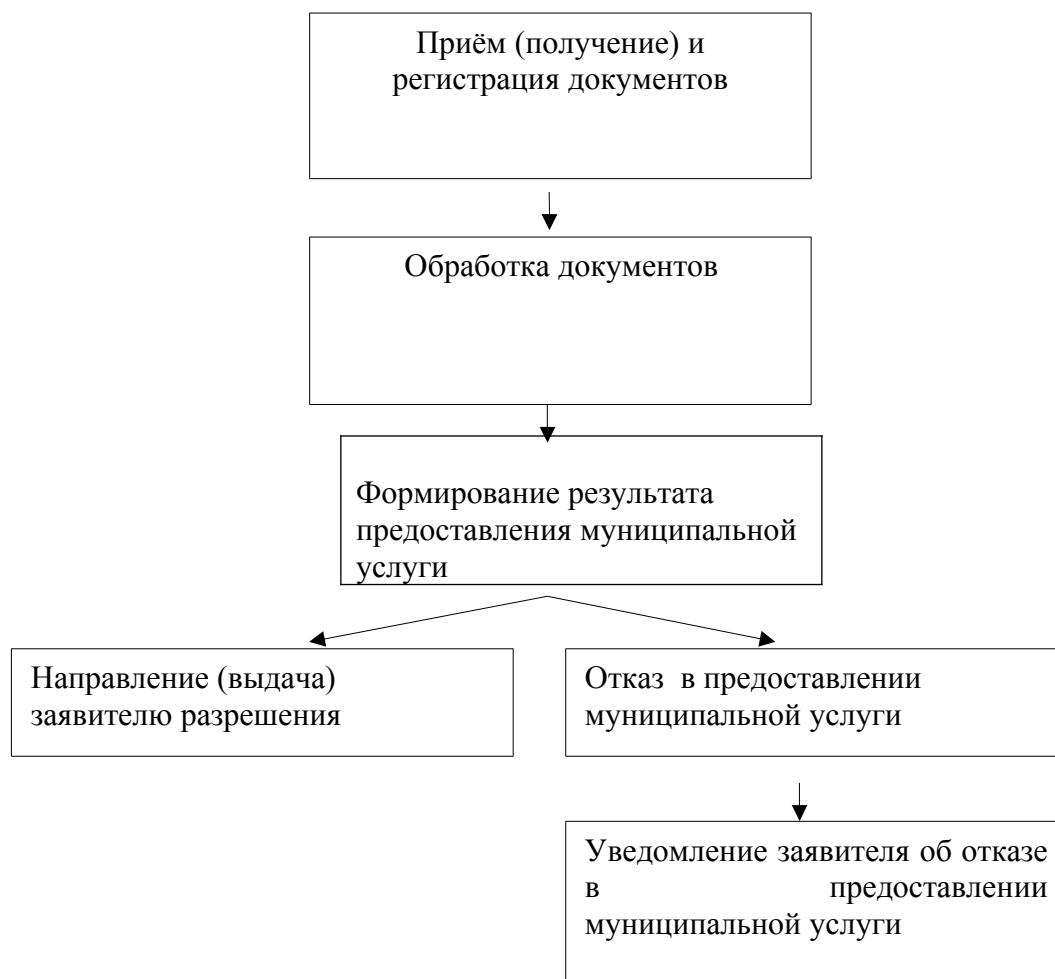 Приём (получение) и
регистрация документов
Обработка документов
Формирование результата
предоставления муниципальной
услуги
Направление (выдача)
заявителю разрешения
Отказ в предоставлении
муниципальной услуги
Уведомление заявителя об отказе
в предоставлении
муниципальной услуги